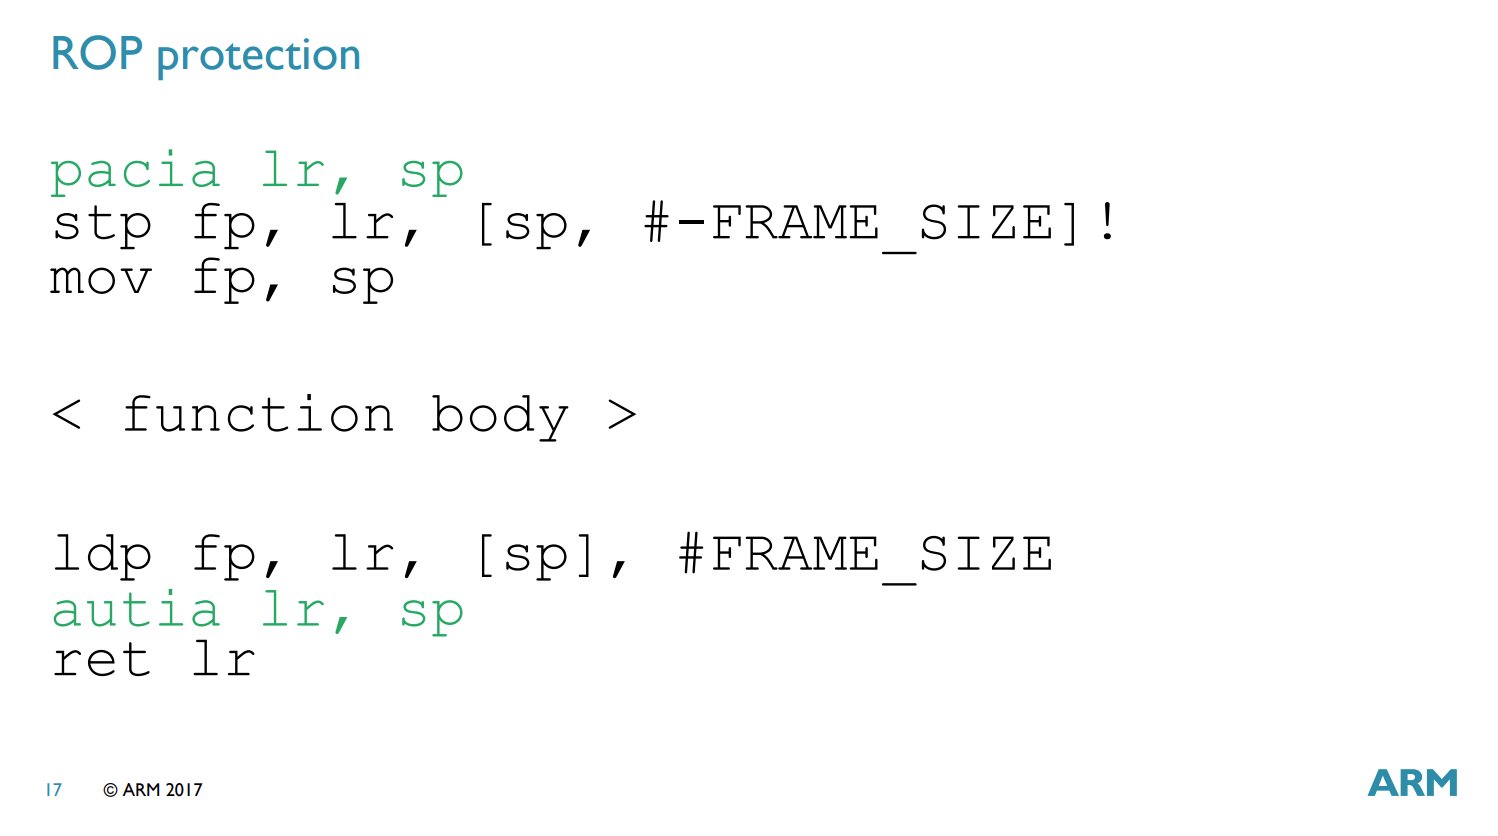 ROP protection
pacia lr, sp
stp fp, lr, [sp, #-FRAME_SIZE]!
mov fp, sp
< function body >
ldp fp, lr, [sp], #FRAME_SIZE
autia lr, sp
ret lr
17 © ARM 2017
ARM